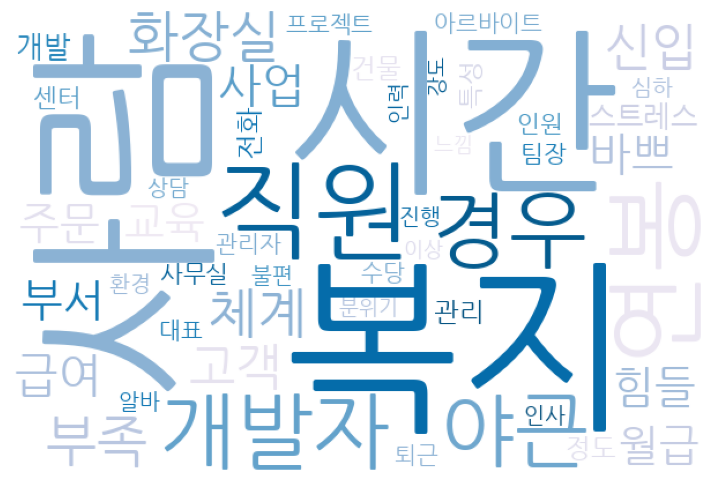 화장실
프로젝트
아르바이트
신입
개발
사람
시간
건물
사업
센터
전화
인력
강도
특성
심하
스트레스
인원
팀장
바쁘
느낌
직원
경우
연봉
상담
주문
교육
관리자
진행
이상
부서
환경
사무실
불편
수당
분위기
관리
복지
대표
체계
급여
고객
힘들
알바
개발자
야근
인사
부족
퇴근
정도
월급